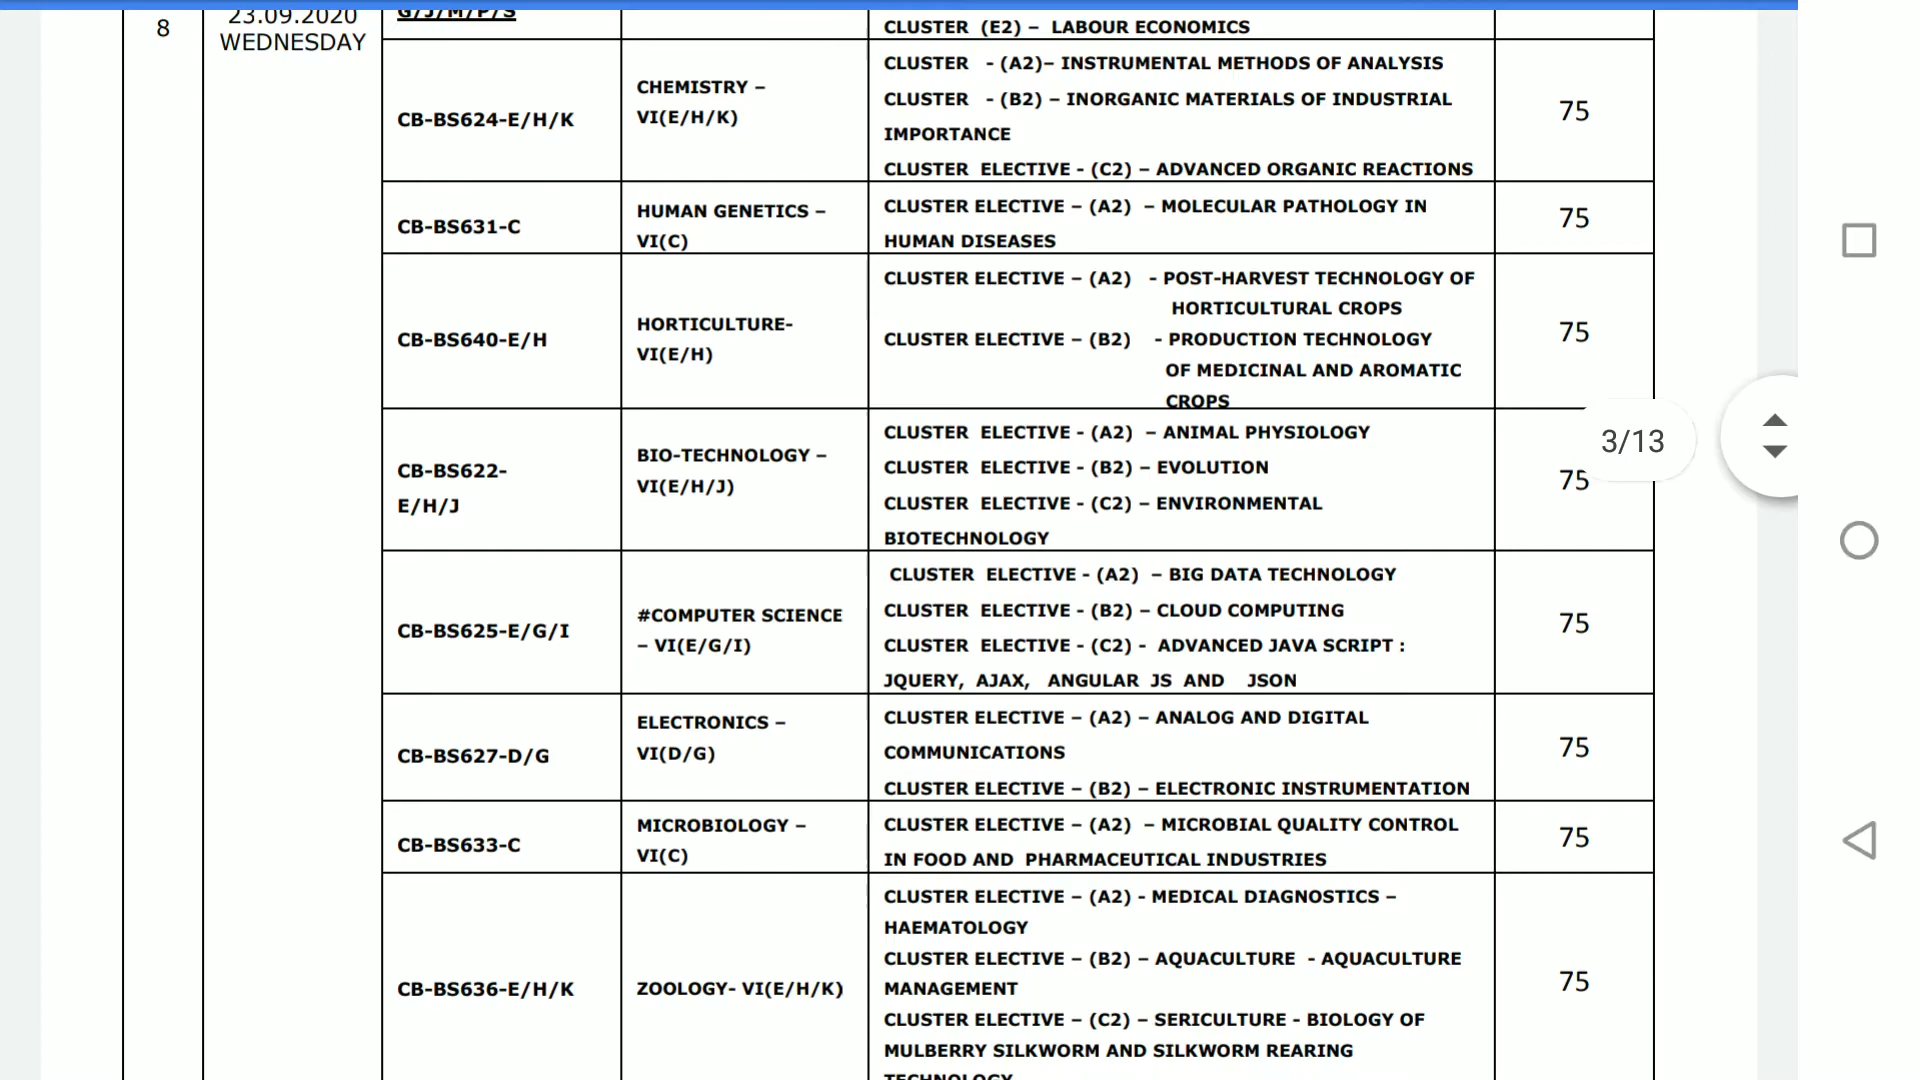 8
23.09.2020
WEDNESDAY
G/J/M/P/S
CLUSTER (E2) – LABOUR ECONOMICS
CB-BS624-E/H/K
CHEMISTRY –
VI(E/H/K)
CLUSTER - (A2)– INSTRUMENTAL METHODS OF ANALYSIS
CLUSTER - (B2) – INORGANIC MATERIALS OF INDUSTRIAL
IMPORTANCE
CLUSTER ELECTIVE - (C2) – ADVANCED ORGANIC REACTIONS
75
CB-BS631-C
HUMAN GENETICS –
VI(C)
CLUSTER ELECTIVE – (A2) – MOLECULAR PATHOLOGY IN
HUMAN DISEASES
75
CB-BS640-E/H
HORTICULTURE-
VI(E/H)
CLUSTER ELECTIVE – (A2) - POST-HARVEST TECHNOLOGY OF
HORTICULTURAL CROPS
CLUSTER ELECTIVE – (B2) - PRODUCTION TECHNOLOGY
OF MEDICINAL AND AROMATIC
CROPS
75
CB-BS622-
E/H/J
BIO-TECHNOLOGY –
VI(E/H/J)
CLUSTER ELECTIVE - (A2) – ANIMAL PHYSIOLOGY
CLUSTER ELECTIVE - (B2) – EVOLUTION
CLUSTER ELECTIVE - (C2) – ENVIRONMENTAL
BIOTECHNOLOGY
75
3/13
CB-BS625-E/G/I
#COMPUTER SCIENCE
– VI(E/G/I)
CLUSTER ELECTIVE - (A2) – BIG DATA TECHNOLOGY
CLUSTER ELECTIVE - (B2) – CLOUD COMPUTING
CLUSTER ELECTIVE - (C2) - ADVANCED JAVA SCRIPT :
JQUERY, AJAX, ANGULAR JS AND JSON
75
CB-BS627-D/G
ELECTRONICS –
VI(D/G)
CLUSTER ELECTIVE – (A2) – ANALOG AND DIGITAL
COMMUNICATIONS
CLUSTER ELECTIVE – (B2) – ELECTRONIC INSTRUMENTATION
75
CB-BS633-C
MICROBIOLOGY –
VI(C)
CLUSTER ELECTIVE – (A2) – MICROBIAL QUALITY CONTROL
IN FOOD AND PHARMACEUTICAL INDUSTRIES
75
CB-BS636-E/H/K
ZOOLOGY- VI(E/H/K)
CLUSTER ELECTIVE – (A2) - MEDICAL DIAGNOSTICS –
HAEMATOLOGY
CLUSTER ELECTIVE – (B2) – AQUACULTURE - AQUACULTURE
MANAGEMENT
CLUSTER ELECTIVE – (C2) – SERICULTURE - BIOLOGY OF
MULBERRY SILKWORM AND SILKWORM REARING
TECHNOLOGY
75